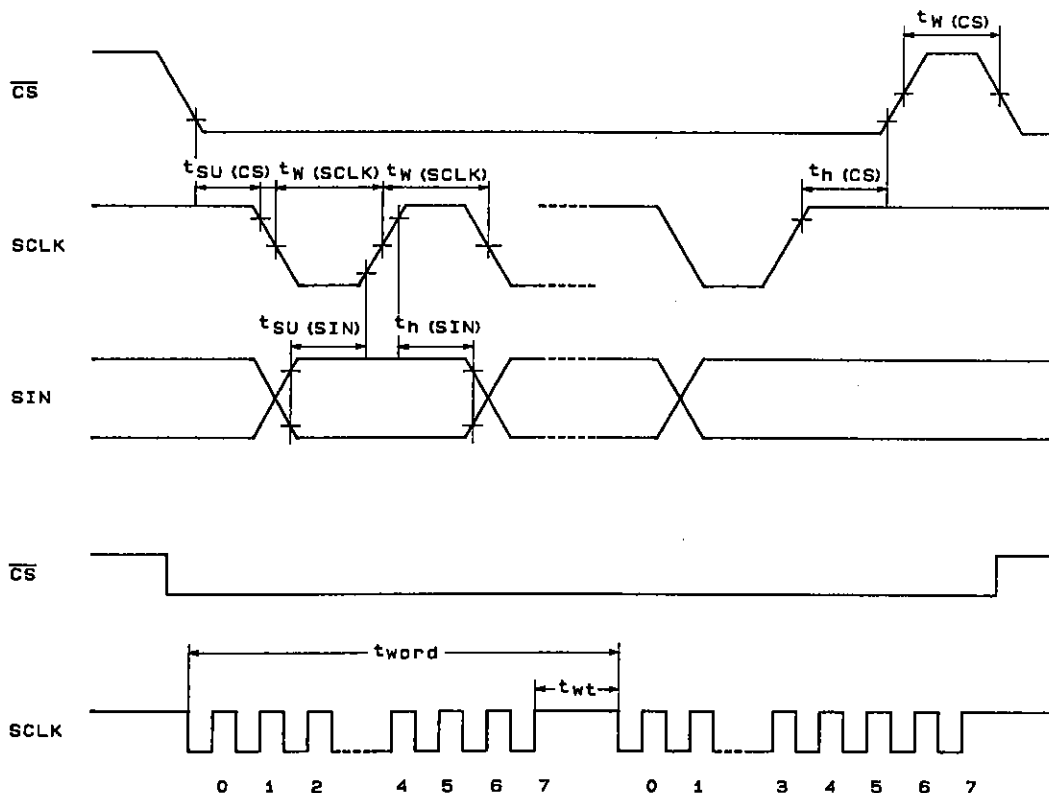 tW (CS)
CS
tSU (CS) tW (SCLK) tW (SCLK) th (CS)
SCLK
tSU (SIN) th (SIN)
SIN
CS
tword
twt
SCLK
0 1 2 4 5 6 7 0 1 3 4 5 6 7